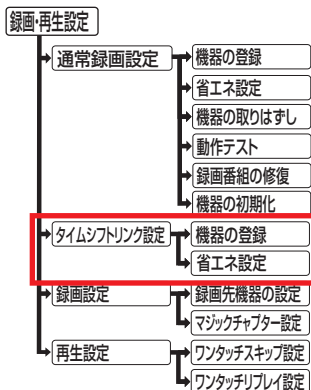 録画・再生設定
通常録画設定
機器の登録
省エネ設定
機器の取りはずし
動作テスト
録画番組の修復
機器の初期化
タイムシフトリンク設定
機器の登録
省エネ設定
録画設定
録画先機器の設定
マジックチャプター設定
再生設定
ワンタッチスキップ設定
ワンタッチリプレイ設定